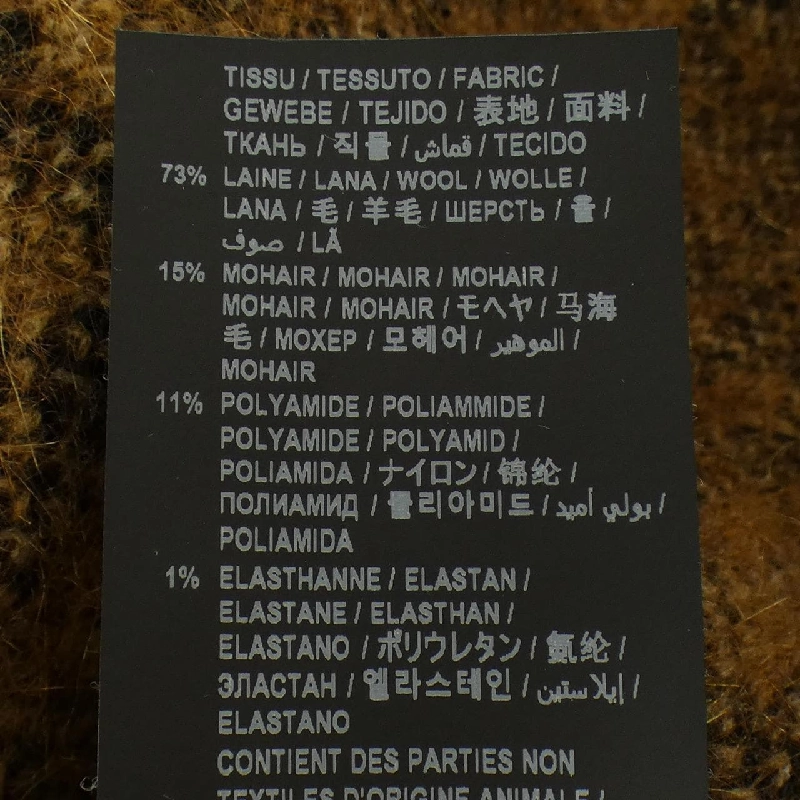 TISSU / TESSUTO / FABRIC /
GEWEBE / TEJIDO / 表地 / 面料 /
ТКАНЬ / 직물 / قماش / TECIDO
73% LAINE / LANA / WOOL / WOLLE /
LANA / 毛 / 羊毛 / ШЕРСТЬ / 울 /
صوف / LÃ
15% MOHAIR / MOHAIR / MOHAIR /
MOHAIR / MOHAIR / モヘヤ / 马海
毛 / МОХЕР / 모헤어 / الموهير /
MOHAIR
11% POLYAMIDE / POLIAMMIDE /
POLYAMIDE / POLYAMID /
POLIAMIDA / ナイロン / 锦纶 /
ПОЛИАМИД / 폴리아미드 / بولي أميد /
POLIAMIDA
1% ELASTHANNE / ELASTAN /
ELASTANE / ELASTHAN /
ELASTANO / ポリウレタン / 氨纶 /
ЭЛАСТАН / 엘라스테인 / إيلاستين /
ELASTANO
CONTIENT DES PARTIES NON
TEXTILES D'ORIGINE ANIMALE /